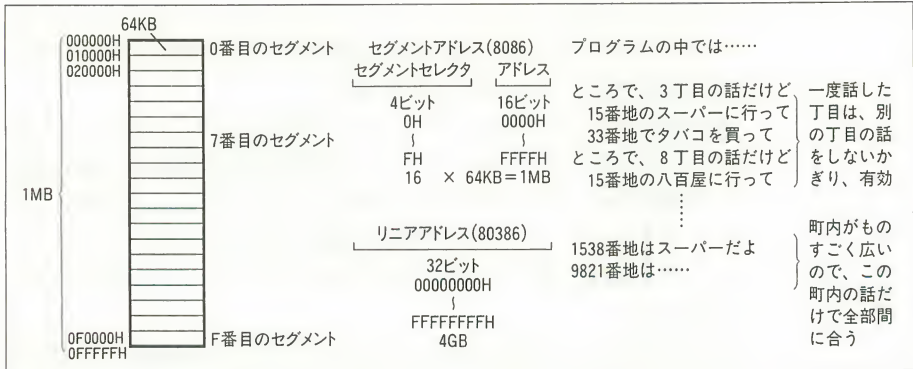 64KB
000000H
010000H
020000H
0番目のセグメント
7番目のセグメント
1MB
0F0000H
0FFFFFH
F番目のセグメント
セグメントアドレス(8086)
セグメントセレクタ アドレス
4ビット 16ビット
0H 0000H
〜 〜
FH FFFFH
16 × 64KB=1MB
リニアアドレス(80386)
32ビット
00000000H
〜
FFFFFFFFH
4GB
プログラムの中では……
ところで、3丁目の話だけど
15番地のスーパーに行って
33番地でタバコを買って
ところで、8丁目の話だけど
15番地の八百屋に行って
……
一度話した
丁目は、別
の丁目の話
をしないか
ぎり、有効
1538番地はスーパーだよ
9821番地は……
町内がもの
すごく広い
ので、この
町内の話だ
けで全部間
に合う